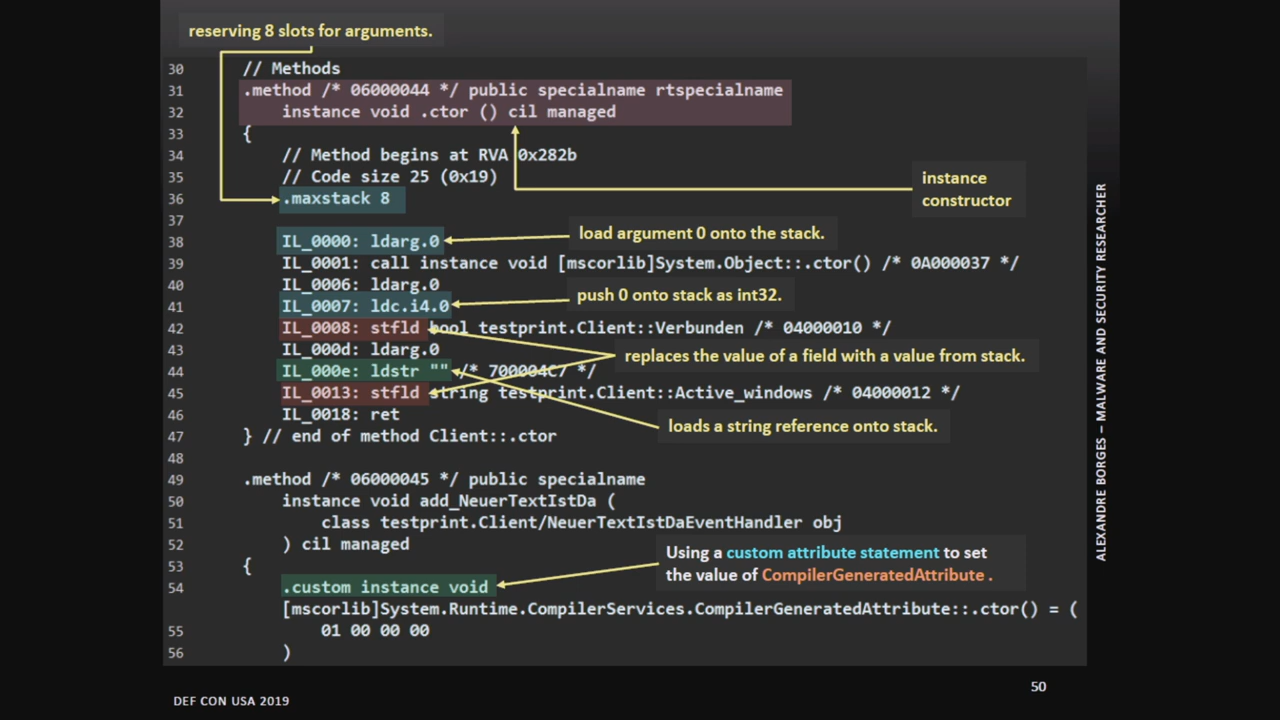 reserving 8 slots for arguments.
30 // Methods
31 .method /* 06000044 */ public specialname rtspecialname
32 instance void .ctor () cil managed
33 {
34 // Method begins at RVA 0x282b
35 // Code size 25 (0x19)
36 .maxstack 8
instance
constructor
37
38 IL_0000: ldarg.0
load argument 0 onto the stack.
39 IL_0001: call instance void [mscorlib]System.Object::.ctor() /* 0A000037 */
40 IL_0006: ldarg.0
41 IL_0007: ldc.i4.0
push 0 onto stack as int32.
42 IL_0008: stfld bool testprint.Client::Verbunden /* 04000010 */
43 IL_000d: ldarg.0
replaces the value of a field with a value from stack.
44 IL_000e: ldstr "" /* 700004C7 */
45 IL_0013: stfld string testprint.Client::Active_windows /* 04000012 */
46 IL_0018: ret
loads a string reference onto stack.
47 } // end of method Client::.ctor
48
49 .method /* 06000045 */ public specialname
50 instance void add_NeuerTextIstDa (
51 class testprint.Client/NeuerTextIstDaEventHandler obj
52 ) cil managed
53 {
Using a custom attribute statement to set
the value of CompilerGeneratedAttribute .
54 .custom instance void
[mscorlib]System.Runtime.CompilerServices.CompilerGeneratedAttribute::.ctor() = (
55 01 00 00 00
56 )
ALEXANDRE BORGES – MALWARE AND SECURITY RESEARCHER
DEF CON USA 2019
50